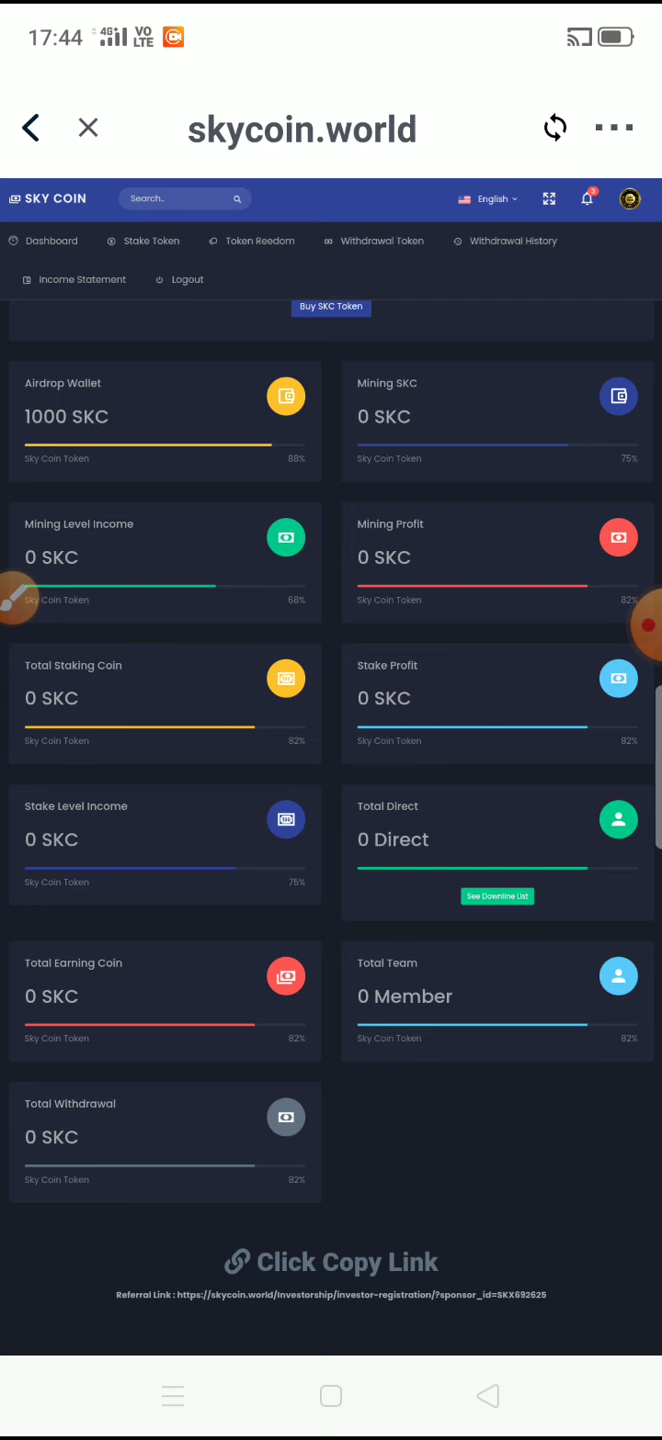 17:44 4G VO LTE
skycoin.world
SKY COIN Search.. English 3
Dashboard Stake Token Token Reedom Withdrawal Token Withdrawal History
Income Statement Logout
Buy SKC Token
Airdrop Wallet
1000 SKC
Sky Coin Token 88%
Mining SKC
0 SKC
Sky Coin Token 75%
Mining Level Income
0 SKC
Sky Coin Token 68%
Mining Profit
0 SKC
Sky Coin Token 82%
Total Staking Coin
0 SKC
Sky Coin Token 82%
Stake Profit
0 SKC
Sky Coin Token 82%
Stake Level Income
0 SKC
Sky Coin Token 75%
Total Direct
0 Direct
See Downline List
Total Earning Coin
0 SKC
Sky Coin Token 82%
Total Team
0 Member
Sky Coin Token 82%
Total Withdrawal
0 SKC
Sky Coin Token 82%
Click Copy Link
Referral Link : https://skycoin.world/Investorship/investor-registration/?sponsor_id=SKX692625